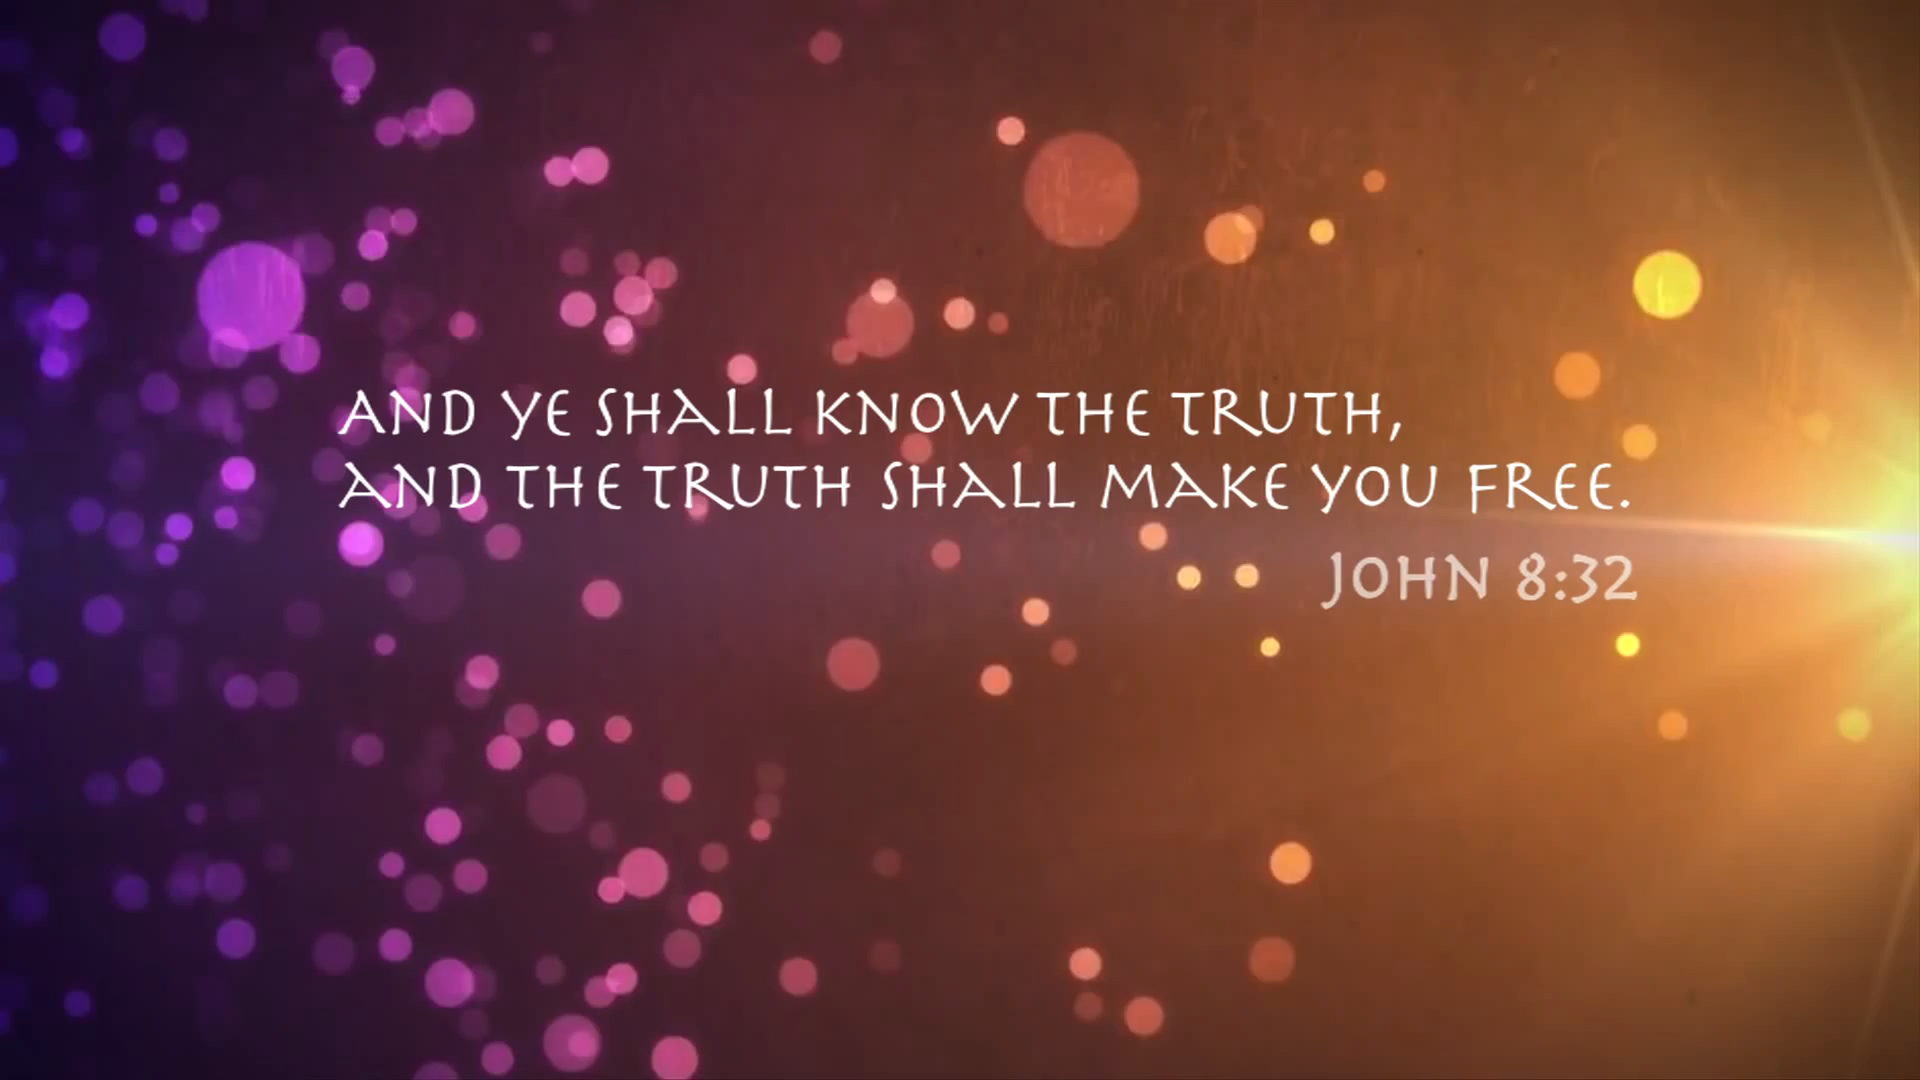 AND YE SHALL KNOW THE TRUTH,
AND THE TRUTH SHALL MAKE YOU FREE.
JOHN 8:32